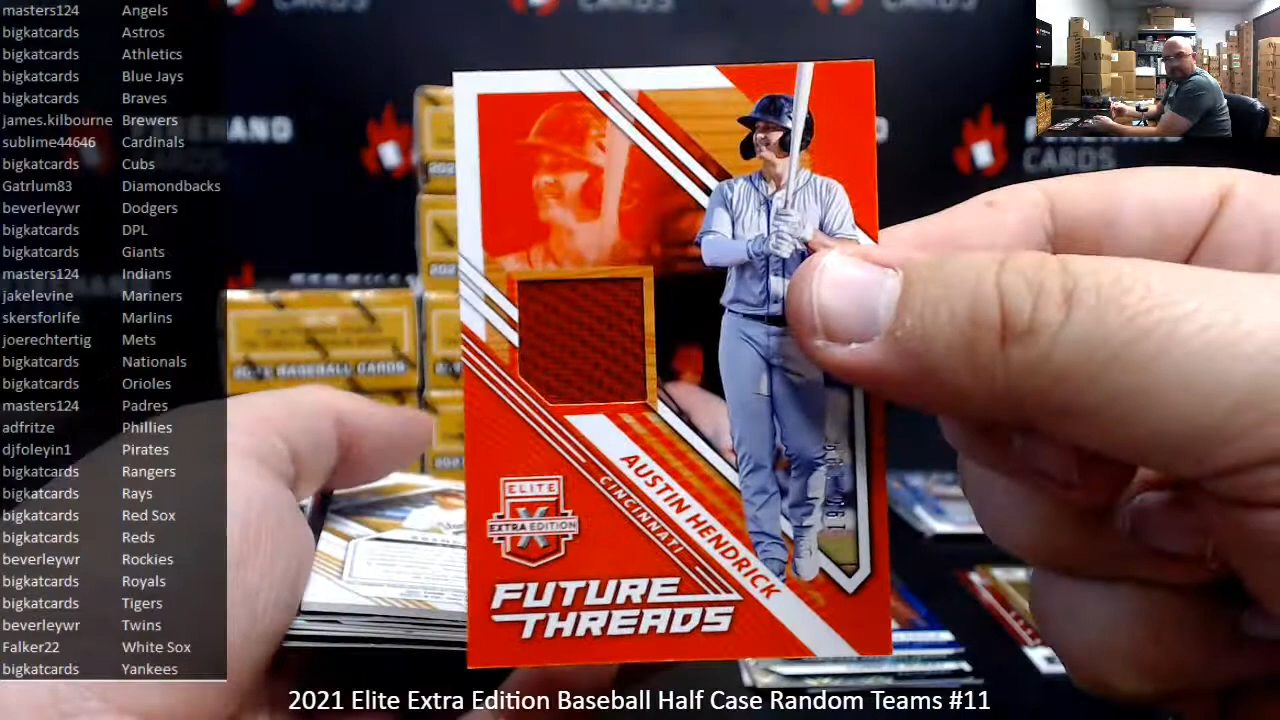 masters124 Angels
bigkatcards Astros
bigkatcards Athletics
bigkatcards Blue Jays
bigkatcards Braves
james.kilbourne Brewers
sublime44646 Cardinals
bigkatcards Cubs
Gatrlum83 Diamondbacks
beverleywr Dodgers
bigkatcards DPL
bigkatcards Giants
masters124 Indians
jakelevine Mariners
skersforlife Marlins
joerechtertig Mets
bigkatcards Nationals
bigkatcards Orioles
masters124 Padres
adfritze Phillies
djfoleyin1 Pirates
bigkatcards Rangers
bigkatcards Rays
bigkatcards Red Sox
bigkatcards Reds
beverleywr Rockies
bigkatcards Royals
bigkatcards Tigers
beverleywr Twins
Falker22 White Sox
bigkatcards Yankees
CARDS
BASEBALL CARDS
AUSTIN HENDRICK
CINCINNATI
ELITE
X
EXTRA EDITION
FUTURE
THREADS
2021 Elite Extra Edition Baseball Half Case Random Teams #11